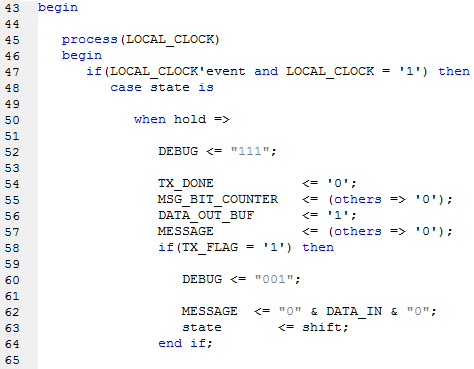 43 begin
44
45 process(LOCAL_CLOCK)
46 begin
47 if(LOCAL_CLOCK'event and LOCAL_CLOCK = '1') then
48 case state is
49
50 when hold =>
51
52 DEBUG <= "111";
53
54 TX_DONE <= '0';
55 MSG_BIT_COUNTER <= (others => '0');
56 DATA_OUT_BUF <= '1';
57 MESSAGE <= (others => '0');
58 if(TX_FLAG = '1') then
59
60 DEBUG <= "001";
61
62 MESSAGE <= "0" & DATA_IN & "0";
63 state <= shift;
64 end if;
65